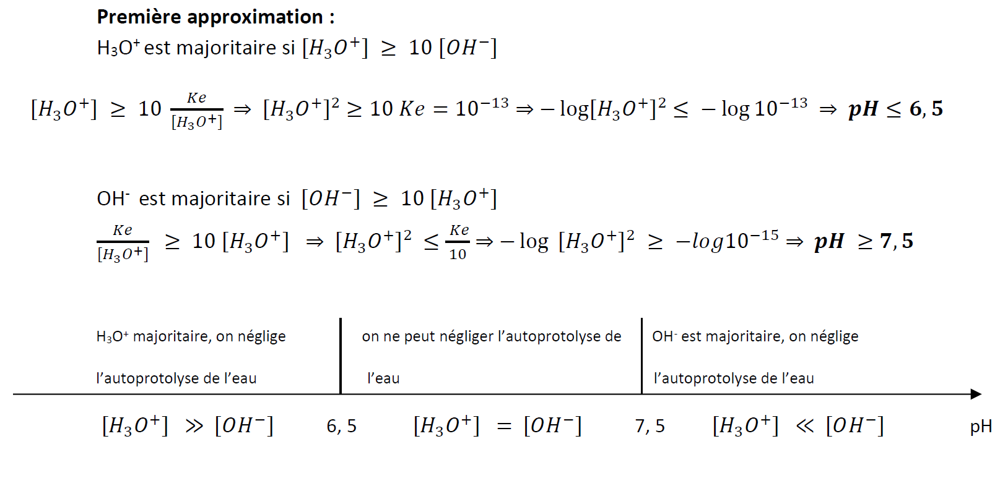 Première approximation :
H₃O⁺ est majoritaire si [H₃O⁺] ≥ 10 [OH⁻]
[H₃O⁺] ≥ 10 Ke/[H₃O⁺] ⇒ [H₃O⁺]² ≥ 10 Ke = 10⁻¹³ ⇒ − log[H₃O⁺]² ≤ − log 10⁻¹³ ⇒ pH ≤ 6, 5
OH⁻ est majoritaire si [OH⁻] ≥ 10 [H₃O⁺]
Ke/[H₃O⁺] ≥ 10 [H₃O⁺] ⇒ [H₃O⁺]² ≤ Ke/10 ⇒ − log [H₃O⁺]² ≥ −log10⁻¹⁵ ⇒ pH ≥ 7, 5
H₃O⁺ majoritaire, on néglige
l'autoprotolyse de l'eau
on ne peut négliger l'autoprotolyse de
l'eau
OH⁻ est majoritaire, on néglige
l'autoprotolyse de l'eau
[H₃O⁺] ≫ [OH⁻] 6, 5 [H₃O⁺] = [OH⁻] 7, 5 [H₃O⁺] ≪ [OH⁻] pH